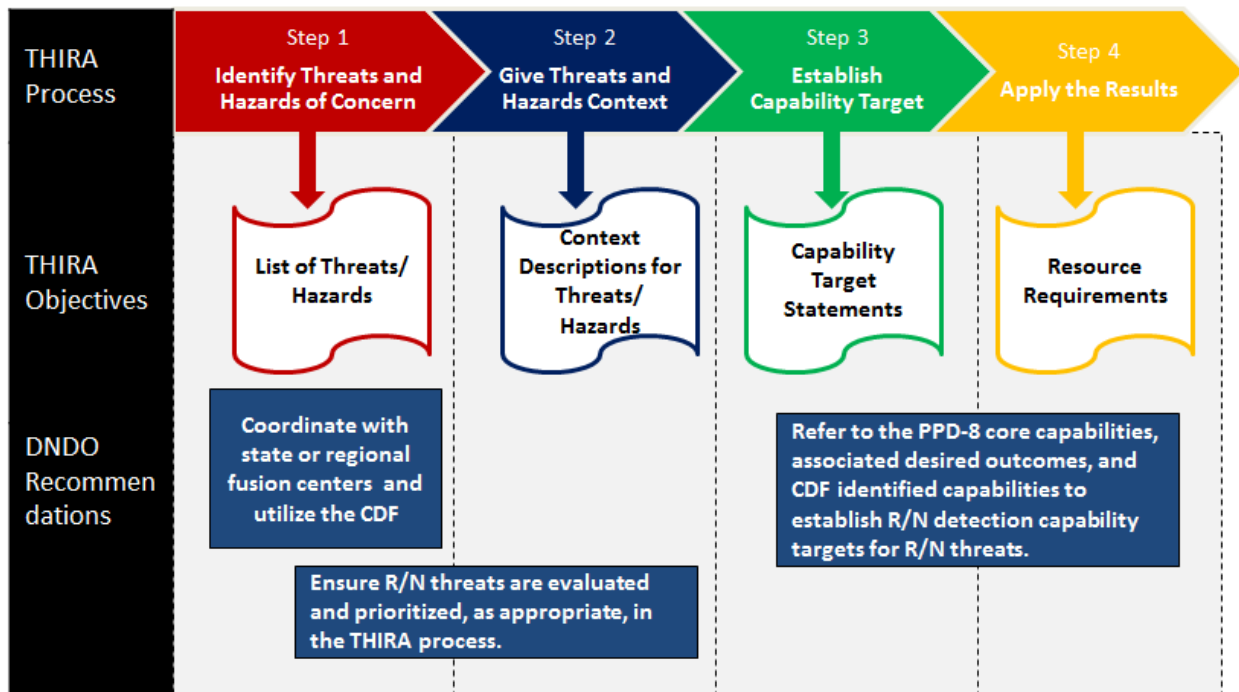 THIRA
Process
Step 1
Identify Threats and
Hazards of Concern
Step 2
Give Threats and
Hazards Context
Step 3
Establish
Capability Target
Step 4
Apply the Results
THIRA
Objectives
List of Threats/
Hazards
Context
Descriptions for
Threats/
Hazards
Capability
Target
Statements
Resource
Requirements
DNDO
Recommen
dations
Coordinate with
state or regional
fusion centers and
utilize the CDF
Refer to the PPD-8 core capabilities,
associated desired outcomes, and
CDF identified capabilities to
establish R/N detection capability
targets for R/N threats.
Ensure R/N threats are evaluated
and prioritized, as appropriate, in
the THIRA process.